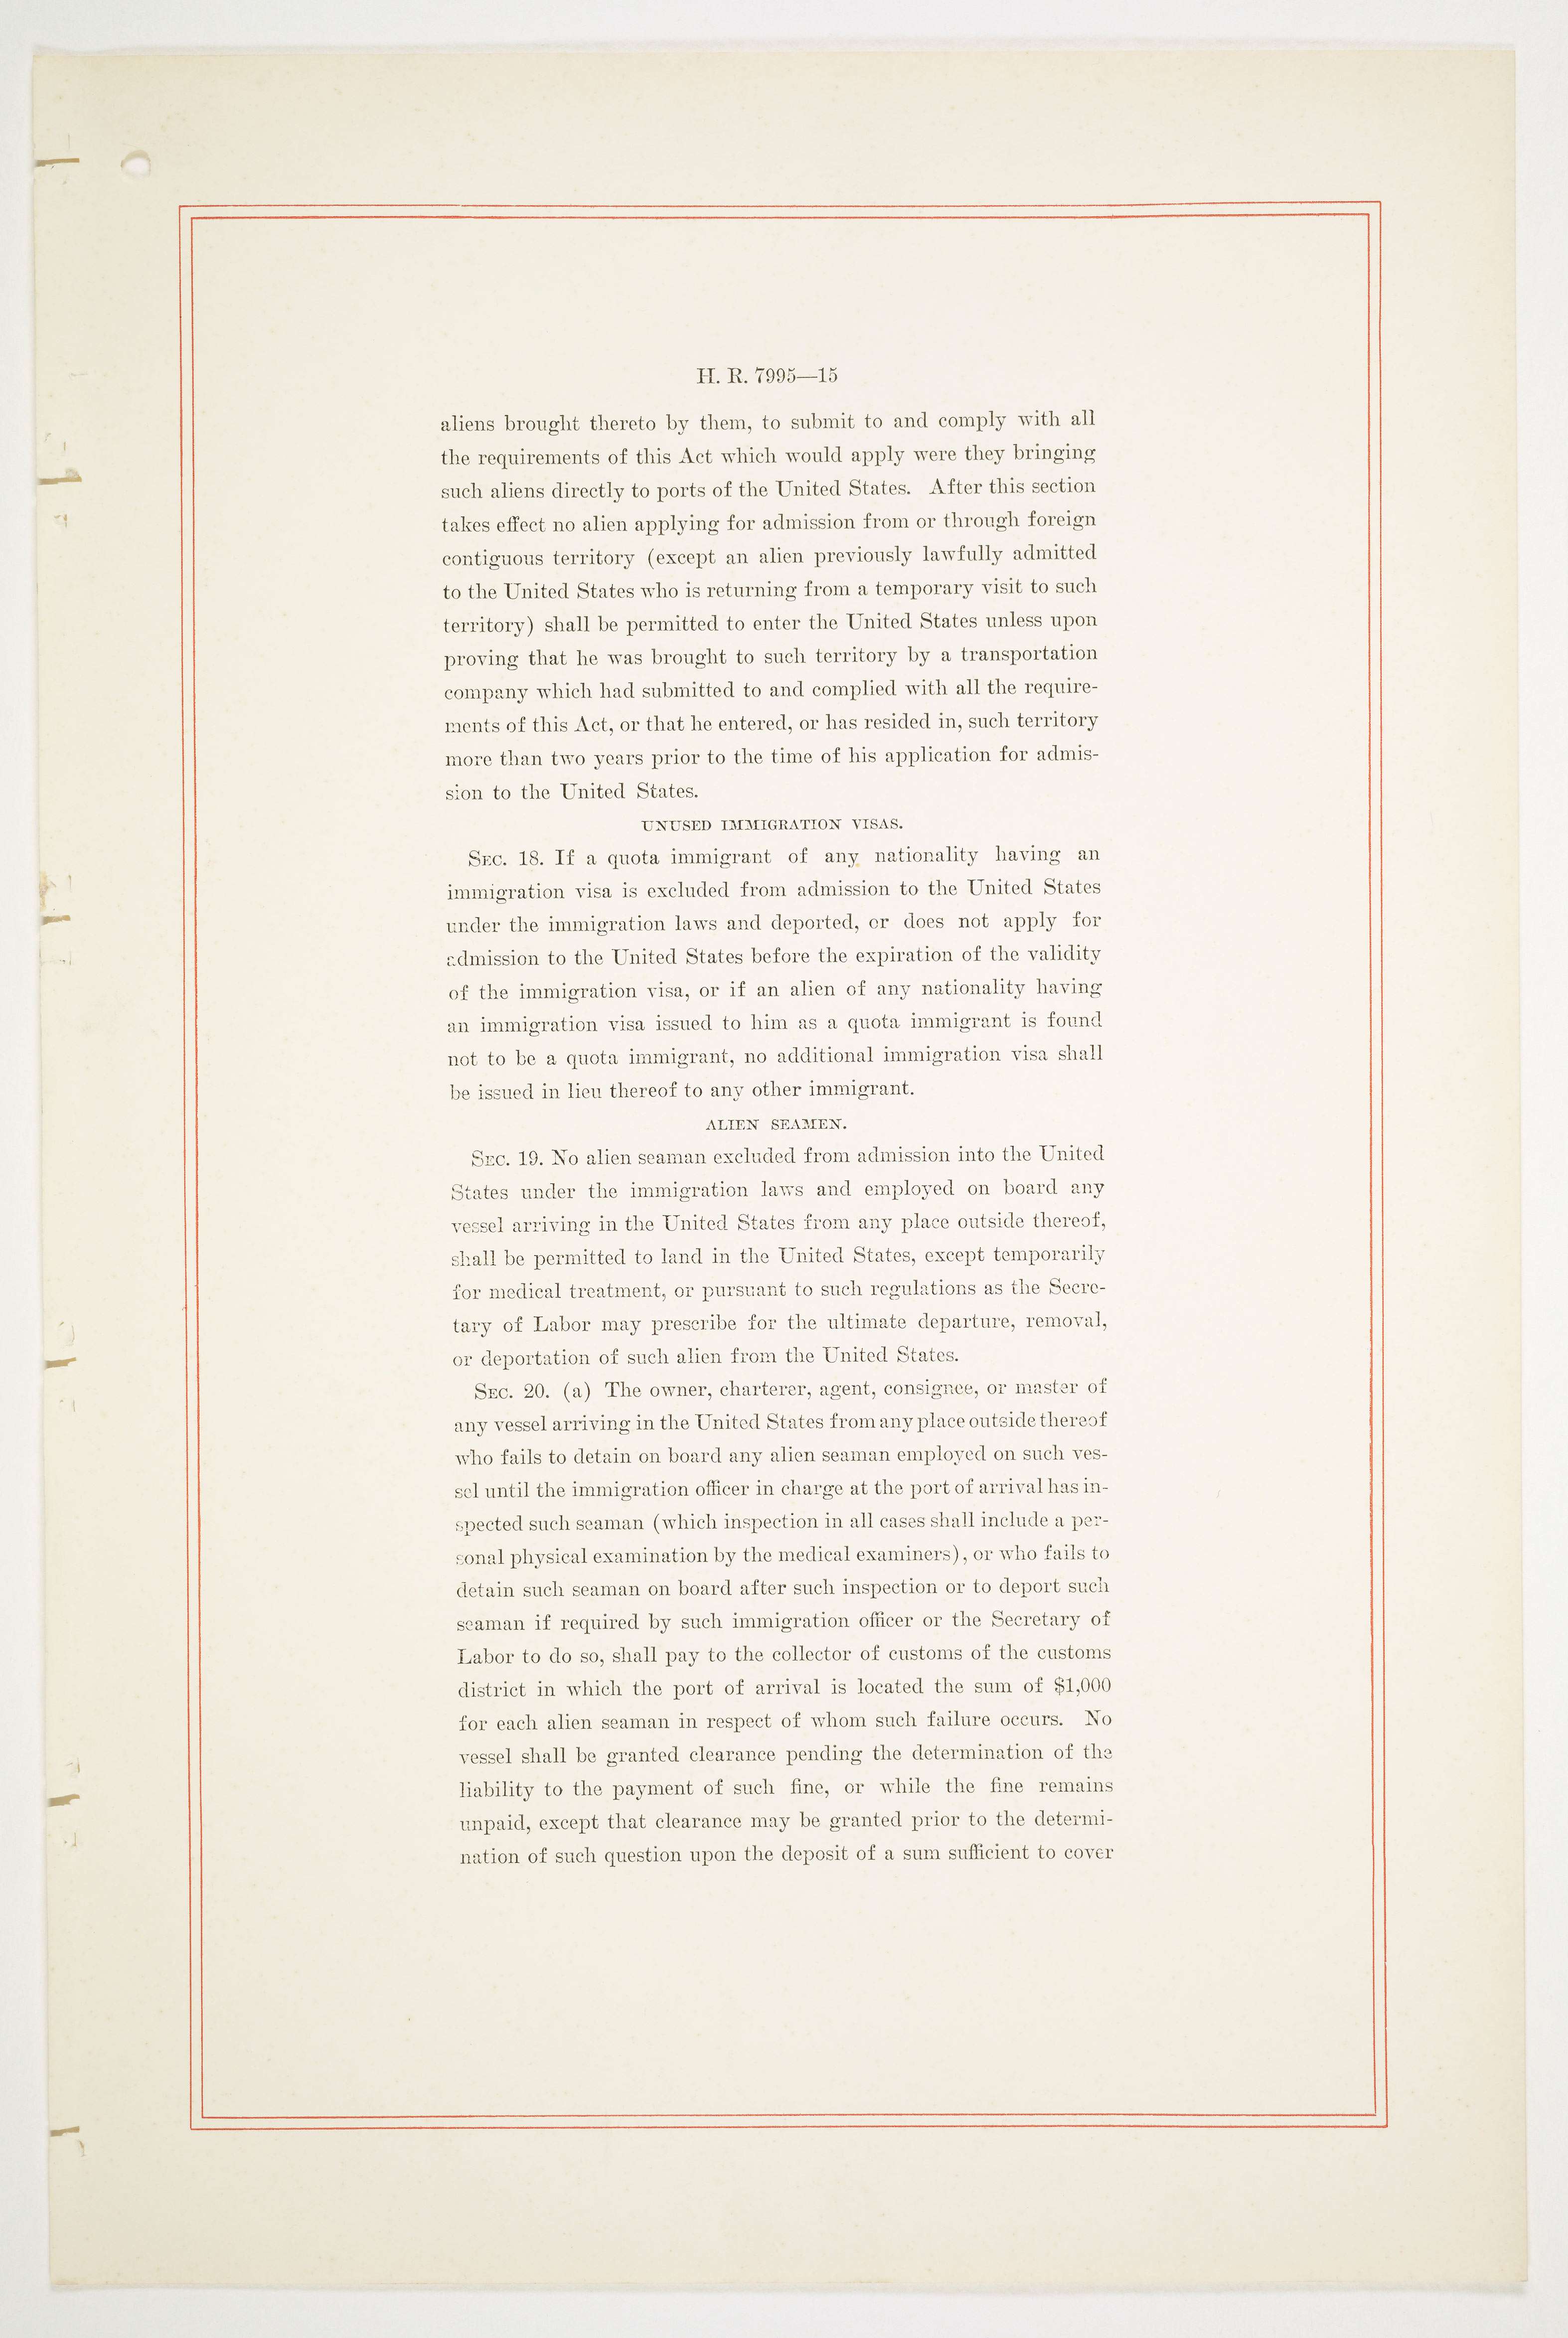 H. R. 7995—15
aliens brought thereto by them, to submit to and comply with all
the requirements of this Act which would apply were they bringing
such aliens directly to ports of the United States. After this section
takes effect no alien applying for admission from or through foreign
contiguous territory (except an alien previously lawfully admitted
to the United States who is returning from a temporary visit to such
territory) shall be permitted to enter the United States unless upon
proving that he was brought to such territory by a transportation
company which had submitted to and complied with all the require-
ments of this Act, or that he entered, or has resided in, such territory
more than two years prior to the time of his application for admis-
sion to the United States.
UNUSED IMMIGRATION VISAS.
SEC. 18. If a quota immigrant of any nationality having an
immigration visa is excluded from admission to the United States
under the immigration laws and deported, or does not apply for
admission to the United States before the expiration of the validity
of the immigration visa, or if an alien of any nationality having
an immigration visa issued to him as a quota immigrant is found
not to be a quota immigrant, no additional immigration visa shall
be issued in lieu thereof to any other immigrant.
ALIEN SEAMEN.
SEC. 19. No alien seaman excluded from admission into the United
States under the immigration laws and employed on board any
vessel arriving in the United States from any place outside thereof,
shall be permitted to land in the United States, except temporarily
for medical treatment, or pursuant to such regulations as the Secre-
tary of Labor may prescribe for the ultimate departure, removal,
or deportation of such alien from the United States.
SEC. 20. (a) The owner, charterer, agent, consignee, or master of
any vessel arriving in the United States from any place outside thereof
who fails to detain on board any alien seaman employed on such ves-
sel until the immigration officer in charge at the port of arrival has in-
spected such seaman (which inspection in all cases shall include a per-
sonal physical examination by the medical examiners), or who fails to
detain such seaman on board after such inspection or to deport such
seaman if required by such immigration officer or the Secretary of
Labor to do so, shall pay to the collector of customs of the customs
district in which the port of arrival is located the sum of $1,000
for each alien seaman in respect of whom such failure occurs. No
vessel shall be granted clearance pending the determination of the
liability to the payment of such fine, or while the fine remains
unpaid, except that clearance may be granted prior to the determi-
nation of such question upon the deposit of a sum sufficient to cover